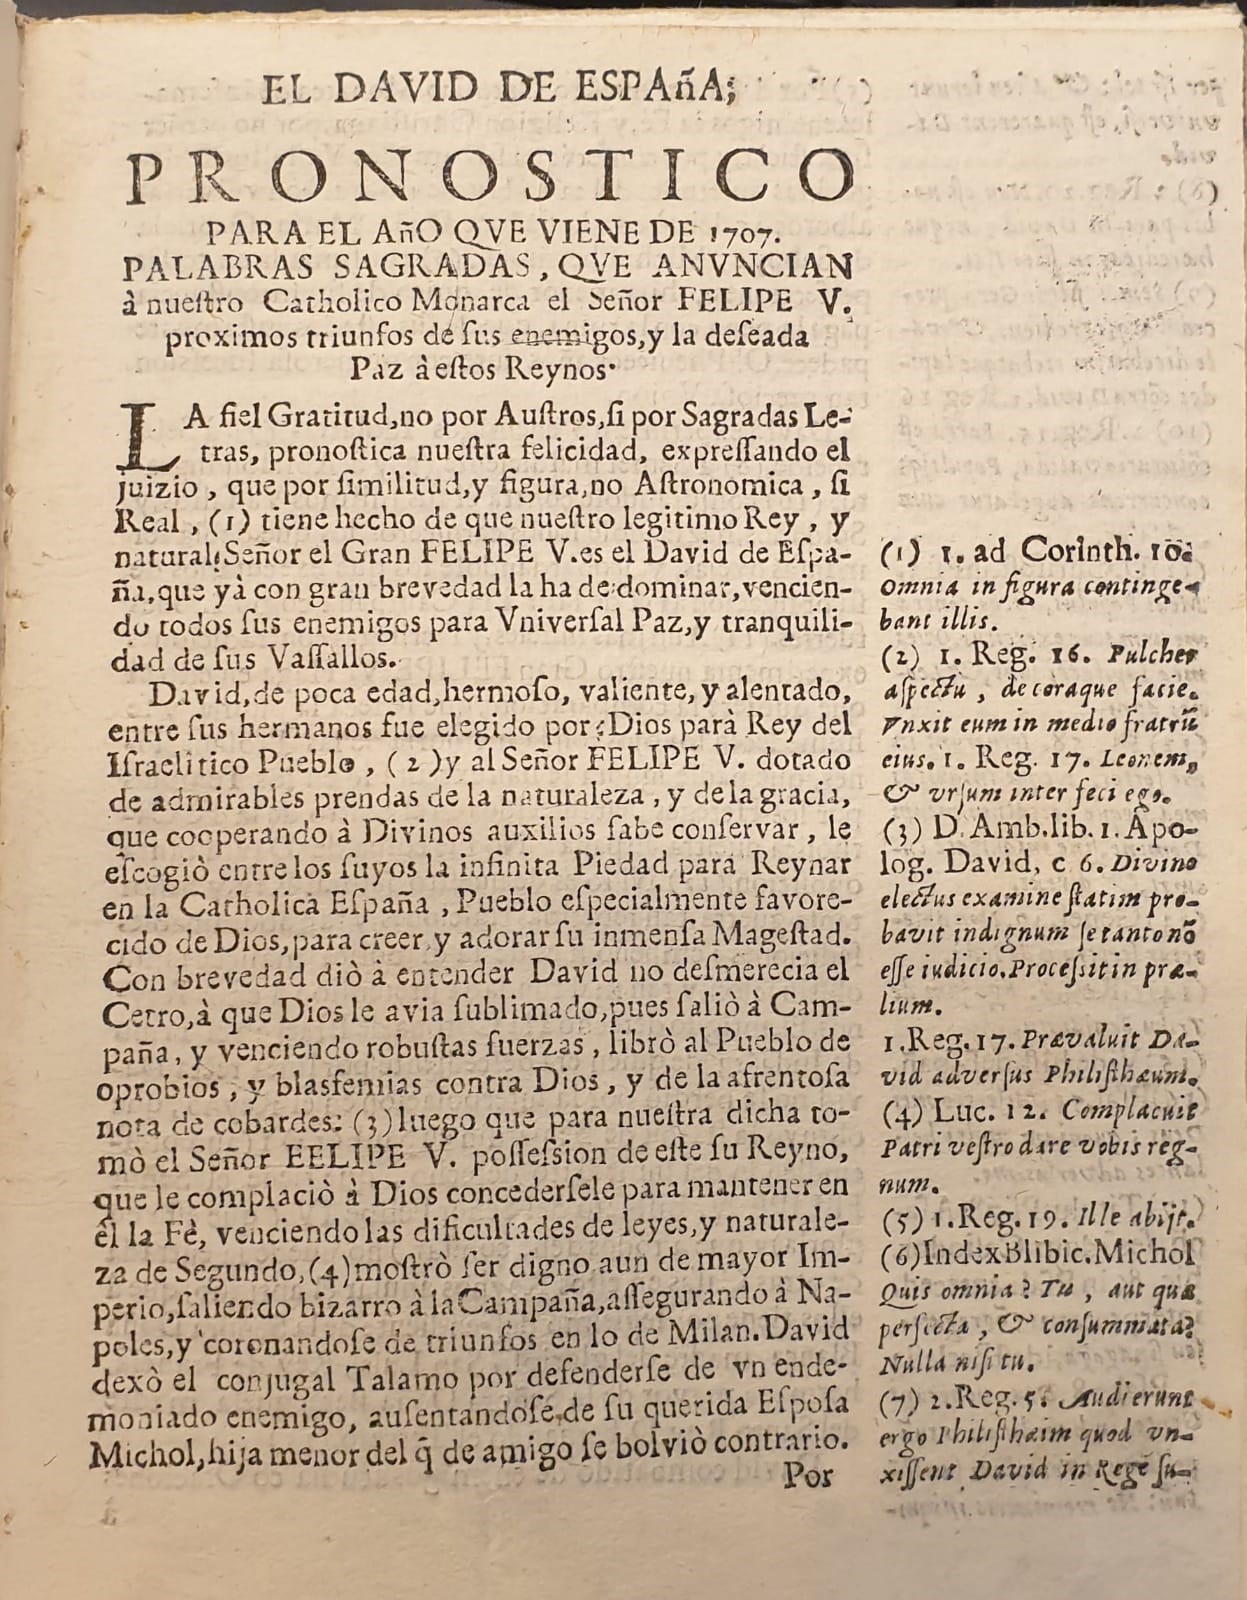 EL DAVID DE ESPAñA;
PRONOSTICO
PARA EL AñO QVE VIENE DE 1707.
PALABRAS SAGRADAS, QVE ANVNCIAN
à nueſtro Catholico Monarca el Señor FELIPE V.
proximos triunfos de ſus enemigos, y la deſeada
Paz à eſtos Reynos.
LA fiel Gratitud, no por Auſtros, ſi por Sagradas Le-
tras, pronoſtica nueſtra felicidad, expreſſando el
juizio, que por ſimilitud, y figura, no Aſtronomica, ſi
Real, (1) tiene hecho de que nueſtro legitimo Rey, y
natural Señor el Gran FELIPE V. es el David de Eſpa-
ña, que yà con gran brevedad la ha de dominar, vencien-
do todos ſus enemigos para Vniverſal Paz, y tranquili-
dad de ſus Vaſſallos.
David, de poca edad, hermoſo, valiente, y alentado,
entre ſus hermanos fue elegido por Dios parà Rey del
Iſraelitico Pueblo, (2) y al Señor FELIPE V. dotado
de admirables prendas de la naturaleza, y de la gracia,
que cooperando à Divinos auxilios ſabe conſervar, le
eſcogiò entre los ſuyos la infinita Piedad para Reynar
en la Catholica Eſpaña, Pueblo eſpecialmente favore-
cido de Dios, para creer, y adorar ſu inmenſa Mageſtad.
Con brevedad diò à entender David no deſmerecia el
Cetro, à que Dios le avia ſublimado, pues ſaliò à Cam-
paña, y venciendo robuſtas fuerzas, librò al Pueblo de
oprobios, y blasfemias contra Dios, y de la afrentoſa
nota de cobardes: (3) luego que para nueſtra dicha to-
mò el Señor EELIPE V. poſſeſsion de eſte ſu Reyno,
que le complaciò à Dios concederſele para mantener en
èl la Fè, venciendo las dificultades de leyes, y naturale-
za de Segundo, (4) moſtrò ſer digno aun de mayor Im-
perio, ſaliendo bizarro à la Campaña, aſſegurando à Na-
poles, y coronandoſe de triunfos en lo de Milan. David
dexò el conjugal Talamo por defenderſe de vn ende-
moniado enemigo, auſentandoſe de ſu querida Eſpoſa
Michol, hija menor del q̃ de amigo ſe bolviò contrario.
Por
(1) 1. ad Corinth. 10.
Omnia in figura continge-
bant illis.
(2) 1. Reg. 16. Pulcher
aſpectu, decoraque facie.
Vnxit eum in medio fratrũ
eius. 1. Reg. 17. Leonem,
& vrſum interfeci ego.
(3) D. Amb. lib. 1. Apo-
log. David, c 6. Divino
electus examine ſtatim pro-
bavit indignum ſe tanto nõ
eſſe iudicio. Proceſsit in præ-
lium.
1. Reg. 17. Prævaluit Da-
vid adverſus Philiſthæum.
(4) Luc. 12. Complacuit
Patri veſtro dare vobis reg-
num.
(5) 1. Reg. 19. Ille abijt.
(6) Index Blibic. Michol
Quis omnia? Tu, aut quæ
perfecta, & conſummata?
Nulla niſi tu.
(7) 2. Reg. 5. Audierunt
ergo Philiſthæim quod vn-
xiſſent David in Regẽ ſu-